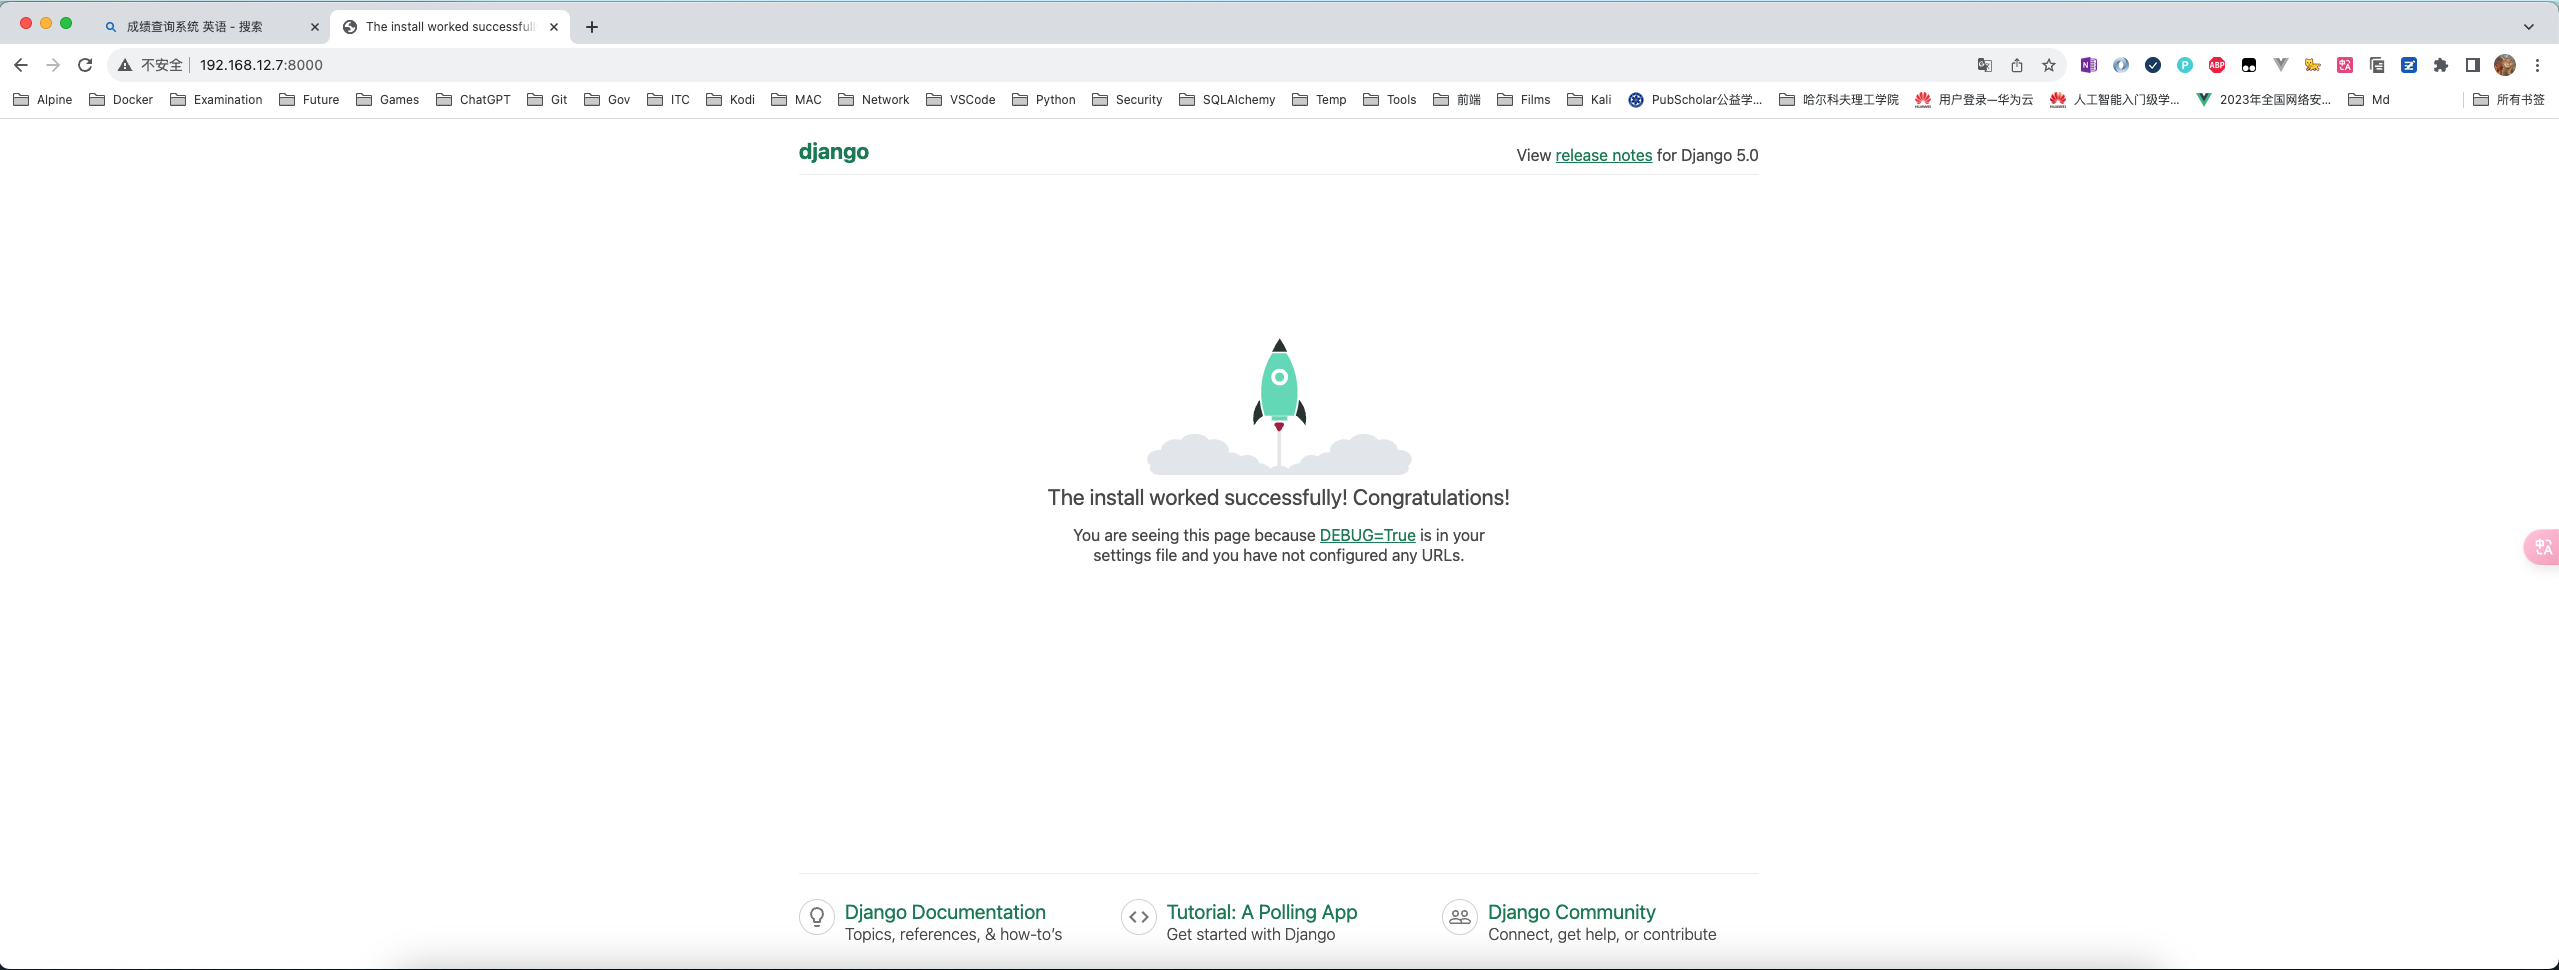 成绩查询系统 英语 - 搜索
The install worked successful
不安全 192.168.12.7:8000
Alpine Docker Examination Future Games ChatGPT Git Gov ITC Kodi MAC Network VSCode Python Security SQLAlchemy Temp Tools 前端 Films Kali PubScholar公益学... 哈尔科夫理工学院 用户登录—华为云 人工智能入门级学... 2023年全国网络安... Md 所有书签
django
View release notes for Django 5.0
The install worked successfully! Congratulations!
You are seeing this page because DEBUG=True is in your
settings file and you have not configured any URLs.
Django Documentation
Topics, references, & how-to's
Tutorial: A Polling App
Get started with Django
Django Community
Connect, get help, or contribute